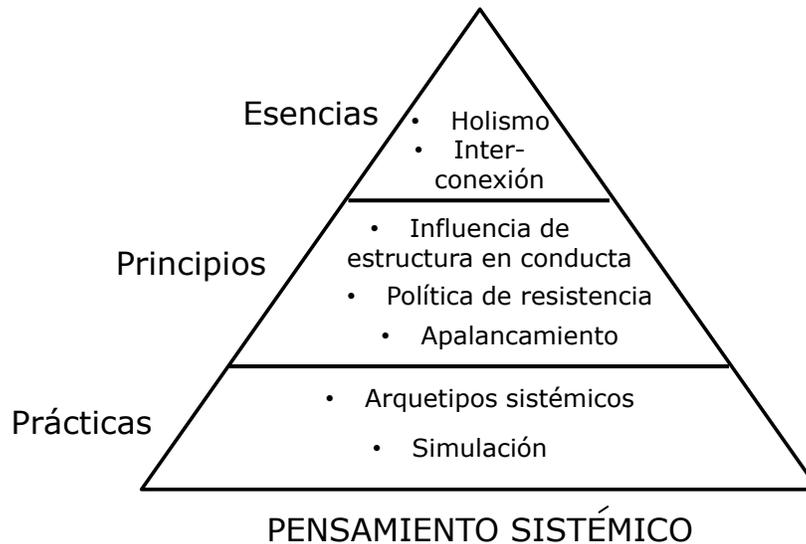 Esencias
• Holismo
• Inter-
conexión
Principios
• Influencia de
estructura en conducta
• Política de resistencia
• Apalancamiento
Prácticas
• Arquetipos sistémicos
• Simulación
PENSAMIENTO SISTÉMICO